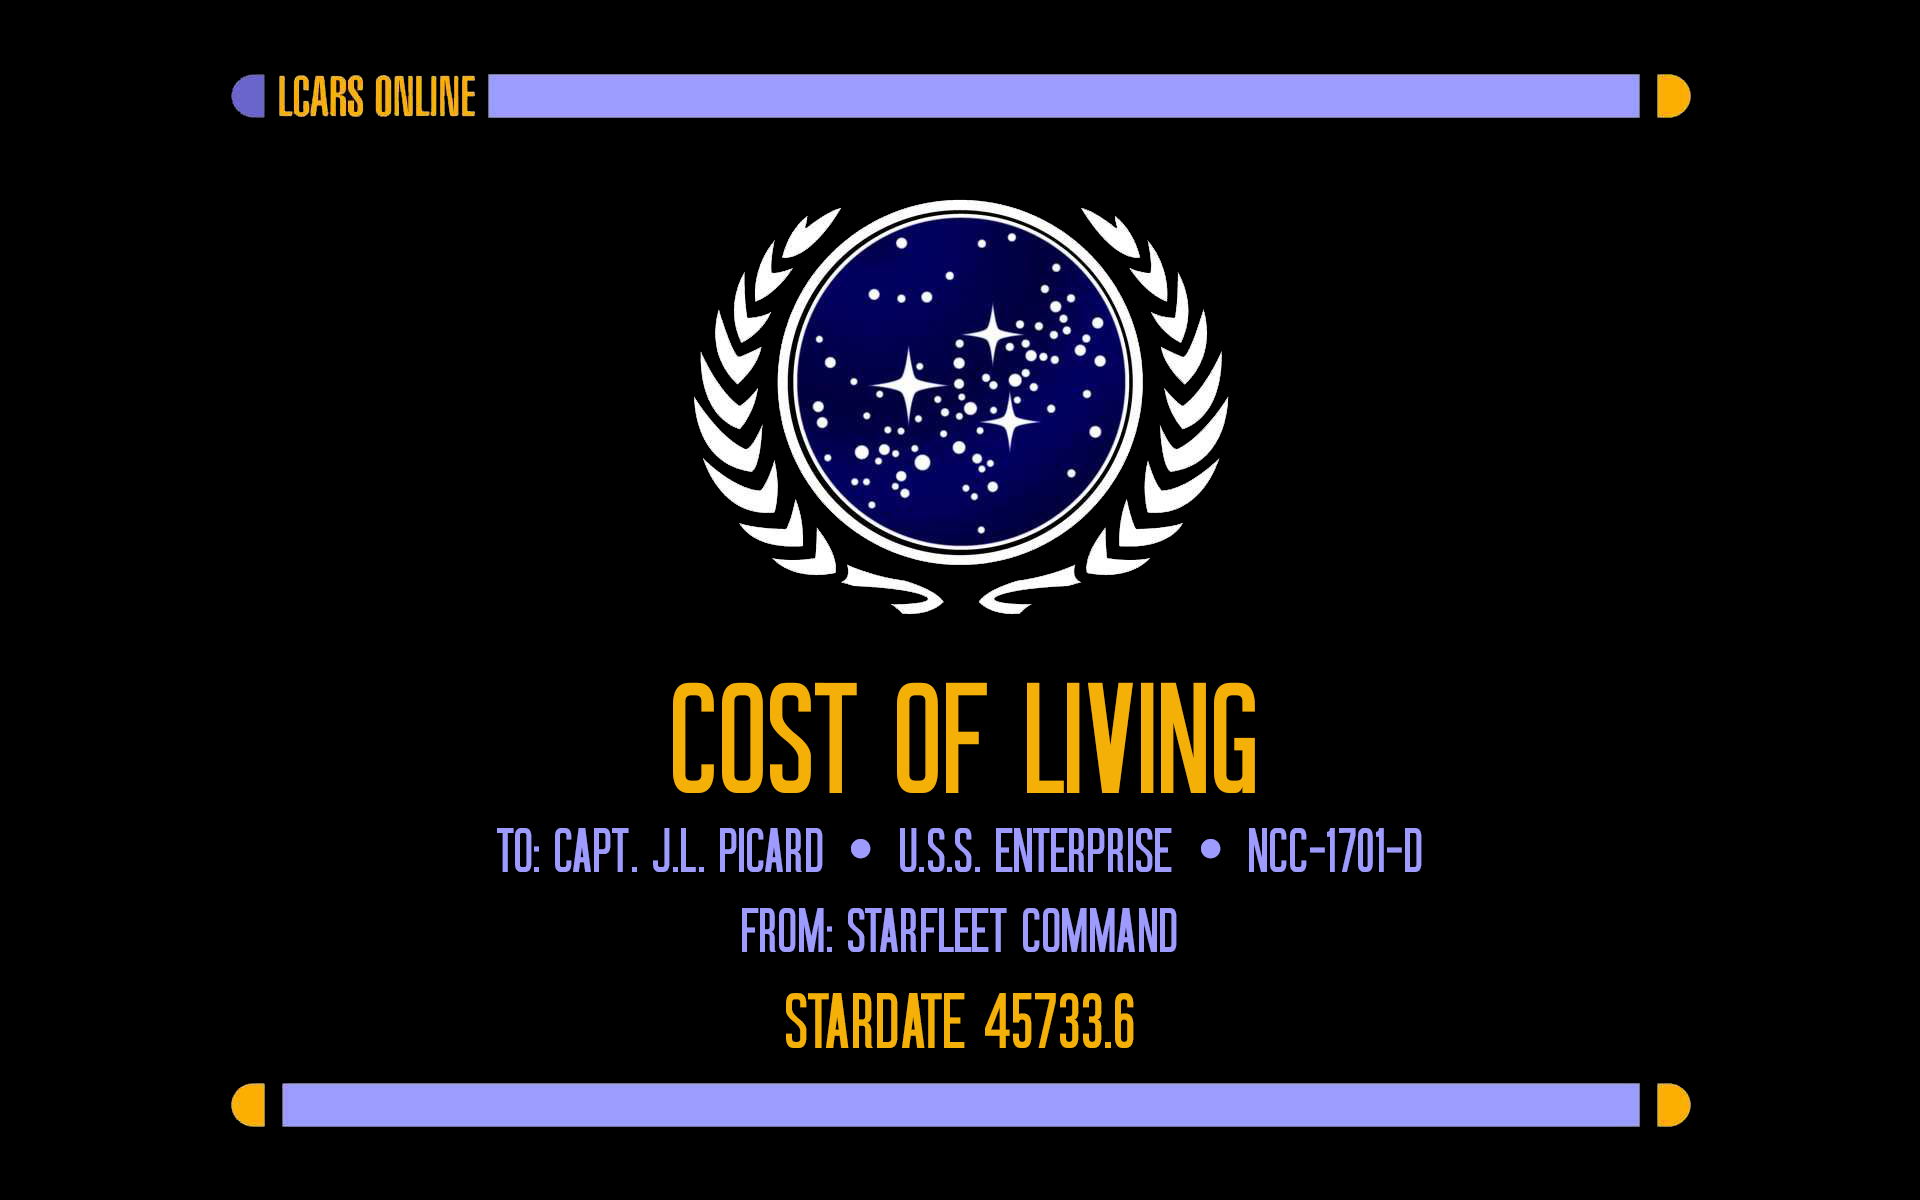 LCARS ONLINE
COST OF LIVING
TO: CAPT. J.L. PICARD • U.S.S. ENTERPRISE • NCC-1701-D
FROM: STARFLEET COMMAND
STARDATE 45733.6